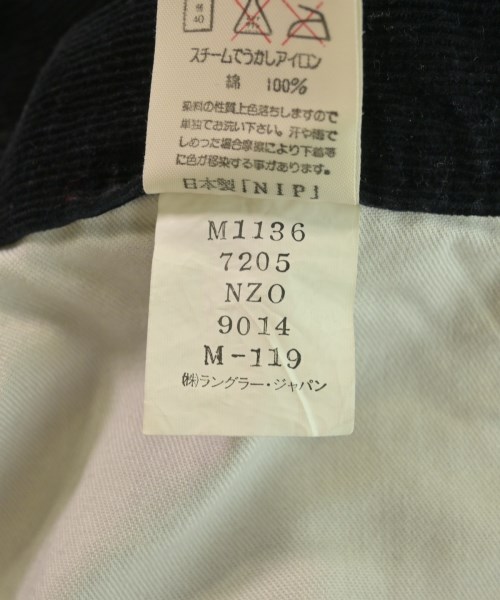 40
スチームでうかしアイロン
綿 100%
染料の性質上色落ちしますので
単独でお洗い下さい。汗や雨で
しめった場合摩擦により下着等
に色が移染する事があります。
日本製「NIP」
M1136
7205
NZO
9014
M-119
㈱ラングラー・ジャパン